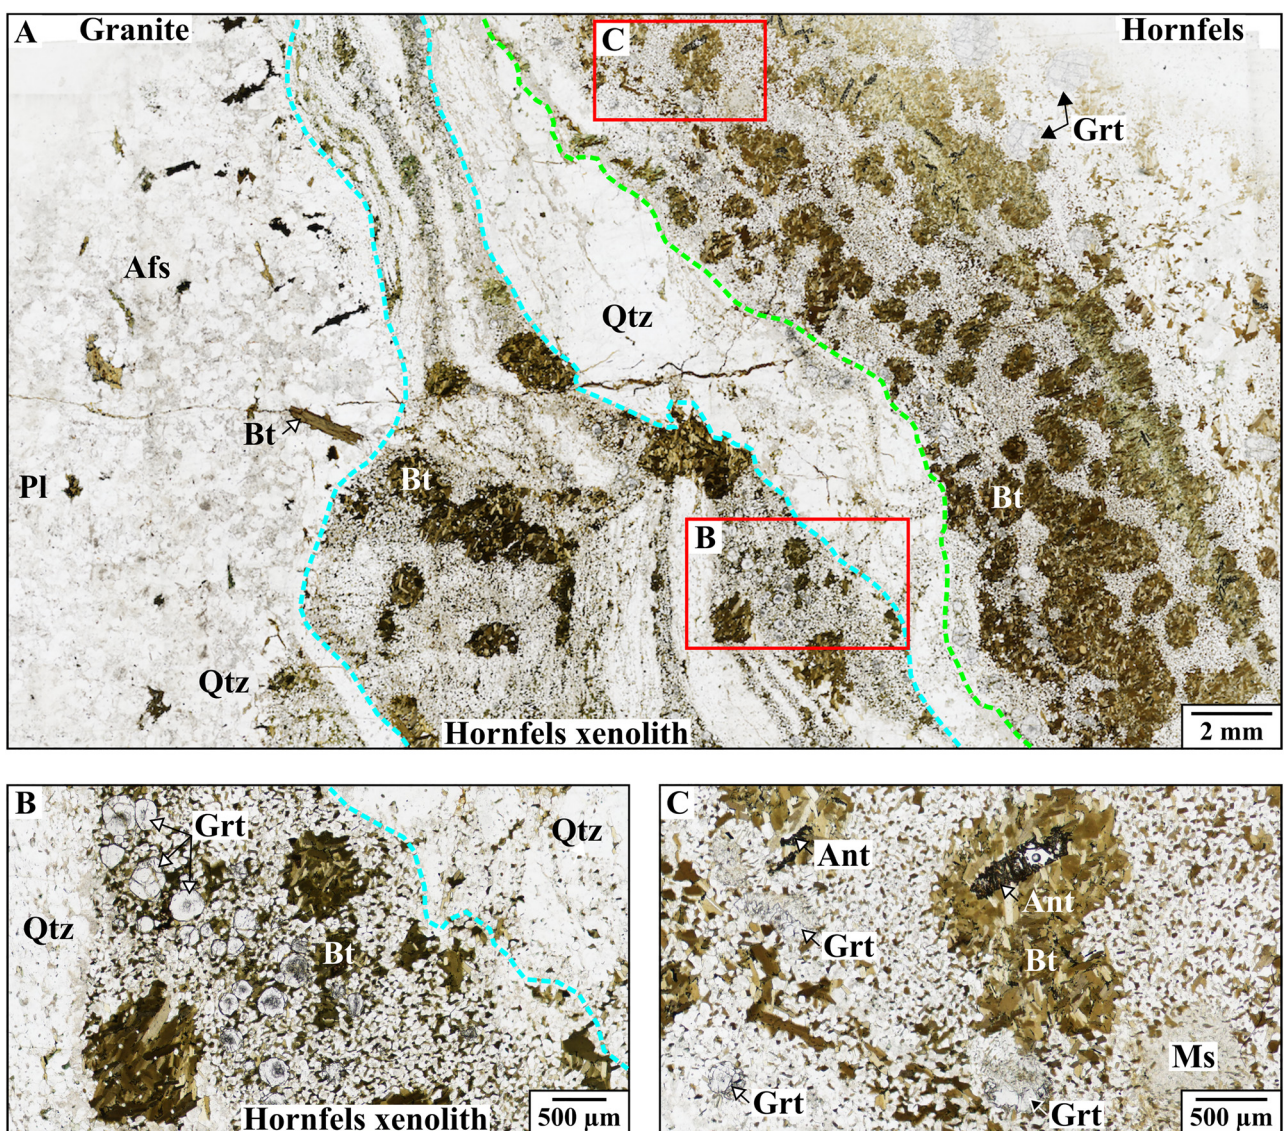 A
Granite
C
Hornfels
Grt
Afs
Qtz
Bt
Pl
Bt
Bt
B
Qtz
Hornfels xenolith
2 mm
B
Grt
Qtz
Qtz
Bt
Hornfels xenolith
500 µm
C
Ant
Ant
Grt
Bt
Ms
Grt
Grt
500 µm